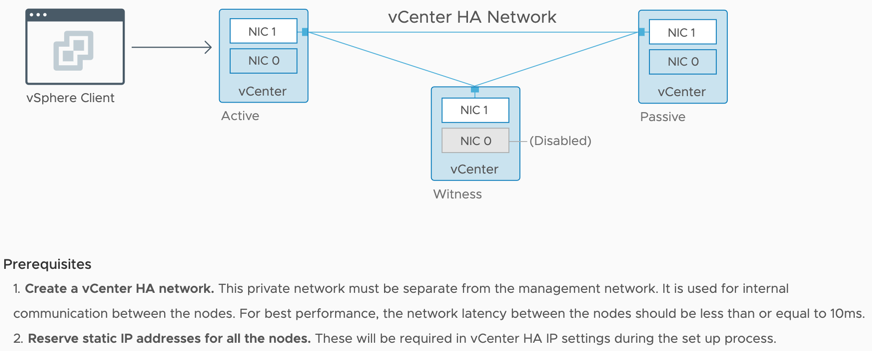 vCenter HA Network
vSphere Client
NIC 1
NIC 0
vCenter
Active
NIC 1
NIC 0
(Disabled)
vCenter
Witness
NIC 1
NIC 0
vCenter
Passive
Prerequisites
1. Create a vCenter HA network. This private network must be separate from the management network. It is used for internal
communication between the nodes. For best performance, the network latency between the nodes should be less than or equal to 10ms.
2. Reserve static IP addresses for all the nodes. These will be required in vCenter HA IP settings during the set up process.